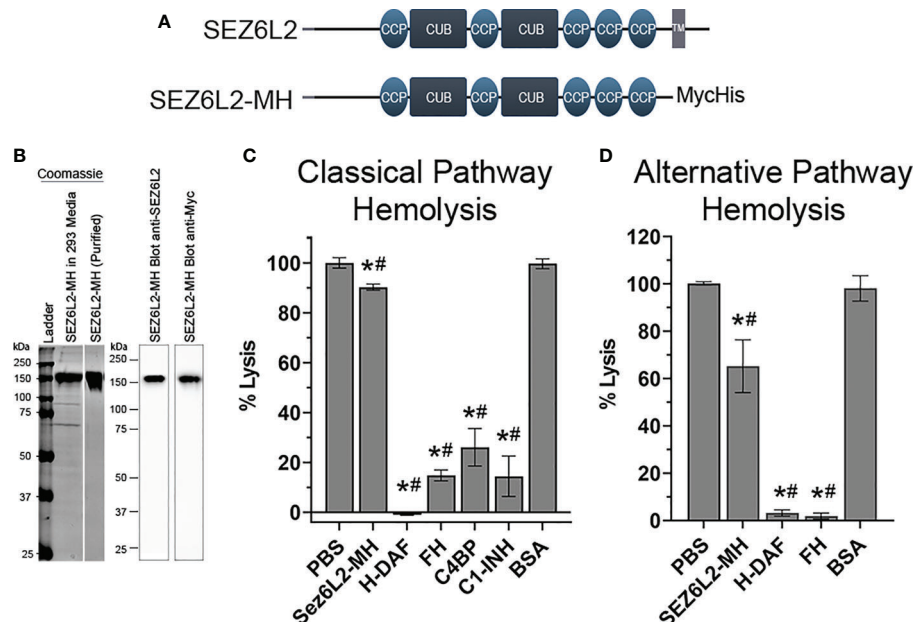 A
SEZ6L2
CCP CUB CCP CUB CCP CCP CCP TM
SEZ6L2-MH
CCP CUB CCP CUB CCP CCP CCP MycHis
B
Coomassie
Ladder
SEZ6L2-MH in 293 Media
SEZ6L2-MH (Purified)
SEZ6L2-MH Blot anti-SEZ6L2
SEZ6L2-MH Blot anti-Myc
kDa
250
150
100
75
50
37
25
kDa
250
150
100
75
50
37
25
C
Classical Pathway
Hemolysis
% Lysis
100
80
60
40
20
0
*#
*#
*#
*#
*#
PBS
Sez6L2-MH
H-DAF
FH
C4BP
C1-INH
BSA
D
Alternative Pathway
Hemolysis
% Lysis
120
100
80
60
40
20
0
*#
*#
*#
PBS
SEZ6L2-MH
H-DAF
FH
BSA